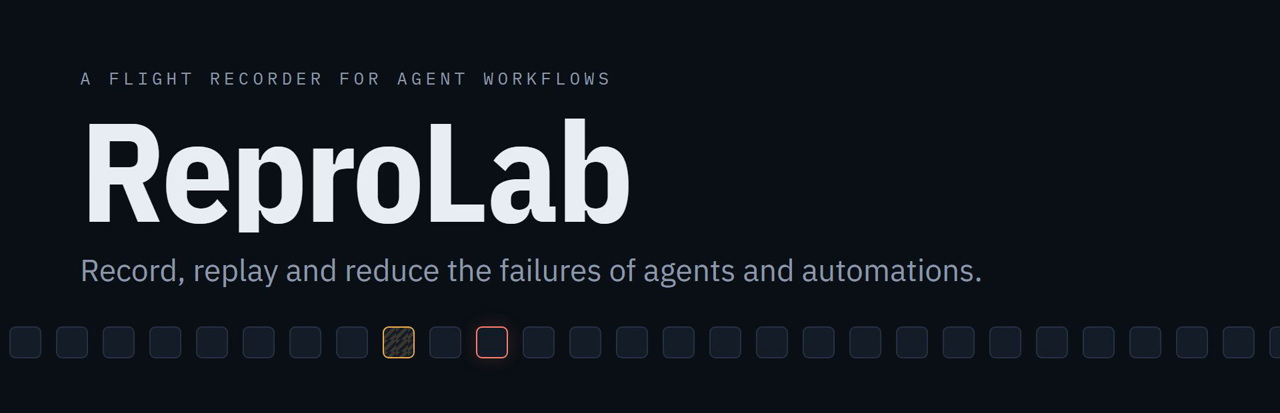 A FLIGHT RECORDER FOR AGENT WORKFLOWS
ReproLab
Record, replay and reduce the failures of agents and automations.